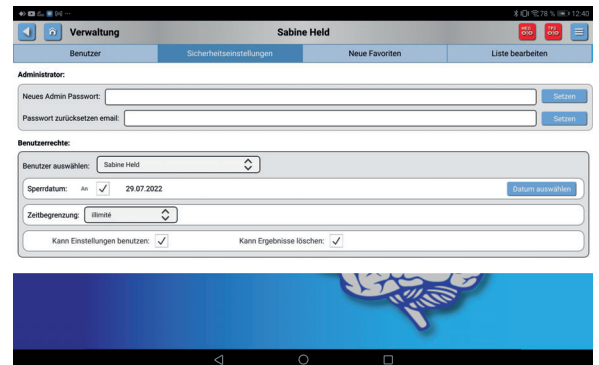 78 % 12:40
Verwaltung
Sabine Held
NEO
TP2
Benutzer
Sicherheitseinstellungen
Neue Favoriten
Liste bearbeiten
Administrator:
Neues Admin Passwort:
Setzen
Passwort zurücksetzen email:
Setzen
Benutzerrechte:
Benutzer auswählen: Sabine Held
Sperrdatum: An 29.07.2022 Datum auswählen
Zeitbegrenzung: illimité
Kann Einstellungen benutzen: Kann Ergebnisse löschen: